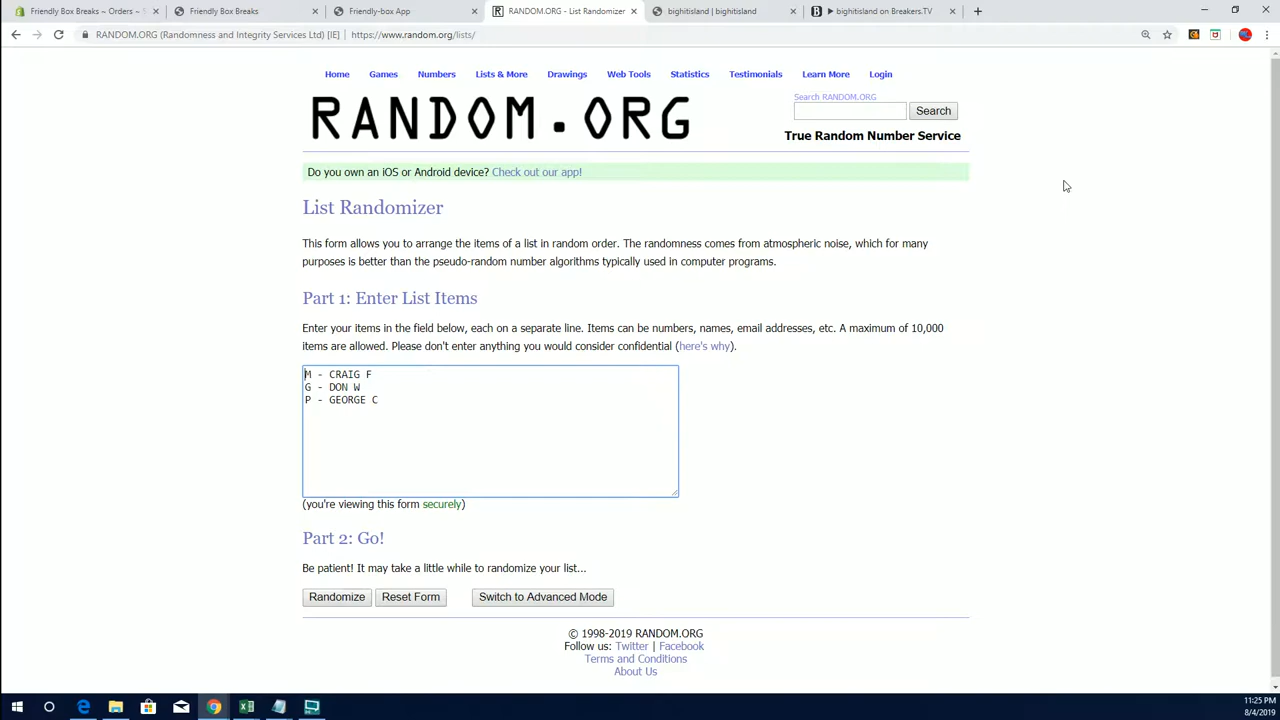 Friendly Box Breaks ~ Orders ~ S
Friendly Box Breaks
Friendly-box App
RANDOM.ORG - List Randomizer
bighitisland | bighitisland
▶ bighitisland on Breakers.TV
RANDOM.ORG (Randomness and Integrity Services Ltd) [IE] | https://www.random.org/lists/
Home Games Numbers Lists & More Drawings Web Tools Statistics Testimonials Learn More Login
RANDOM.ORG
Search RANDOM.ORG
Search
True Random Number Service
Do you own an iOS or Android device? Check out our app!
List Randomizer
This form allows you to arrange the items of a list in random order. The randomness comes from atmospheric noise, which for many
purposes is better than the pseudo-random number algorithms typically used in computer programs.
Part 1: Enter List Items
Enter your items in the field below, each on a separate line. Items can be numbers, names, email addresses, etc. A maximum of 10,000
items are allowed. Please don't enter anything you would consider confidential (here's why).
M - CRAIG F
G - DON W
P - GEORGE C
(you're viewing this form securely)
Part 2: Go!
Be patient! It may take a little while to randomize your list...
Randomize Reset Form Switch to Advanced Mode
© 1998-2019 RANDOM.ORG
Follow us: Twitter | Facebook
Terms and Conditions
About Us
11:25 PM
8/4/2019